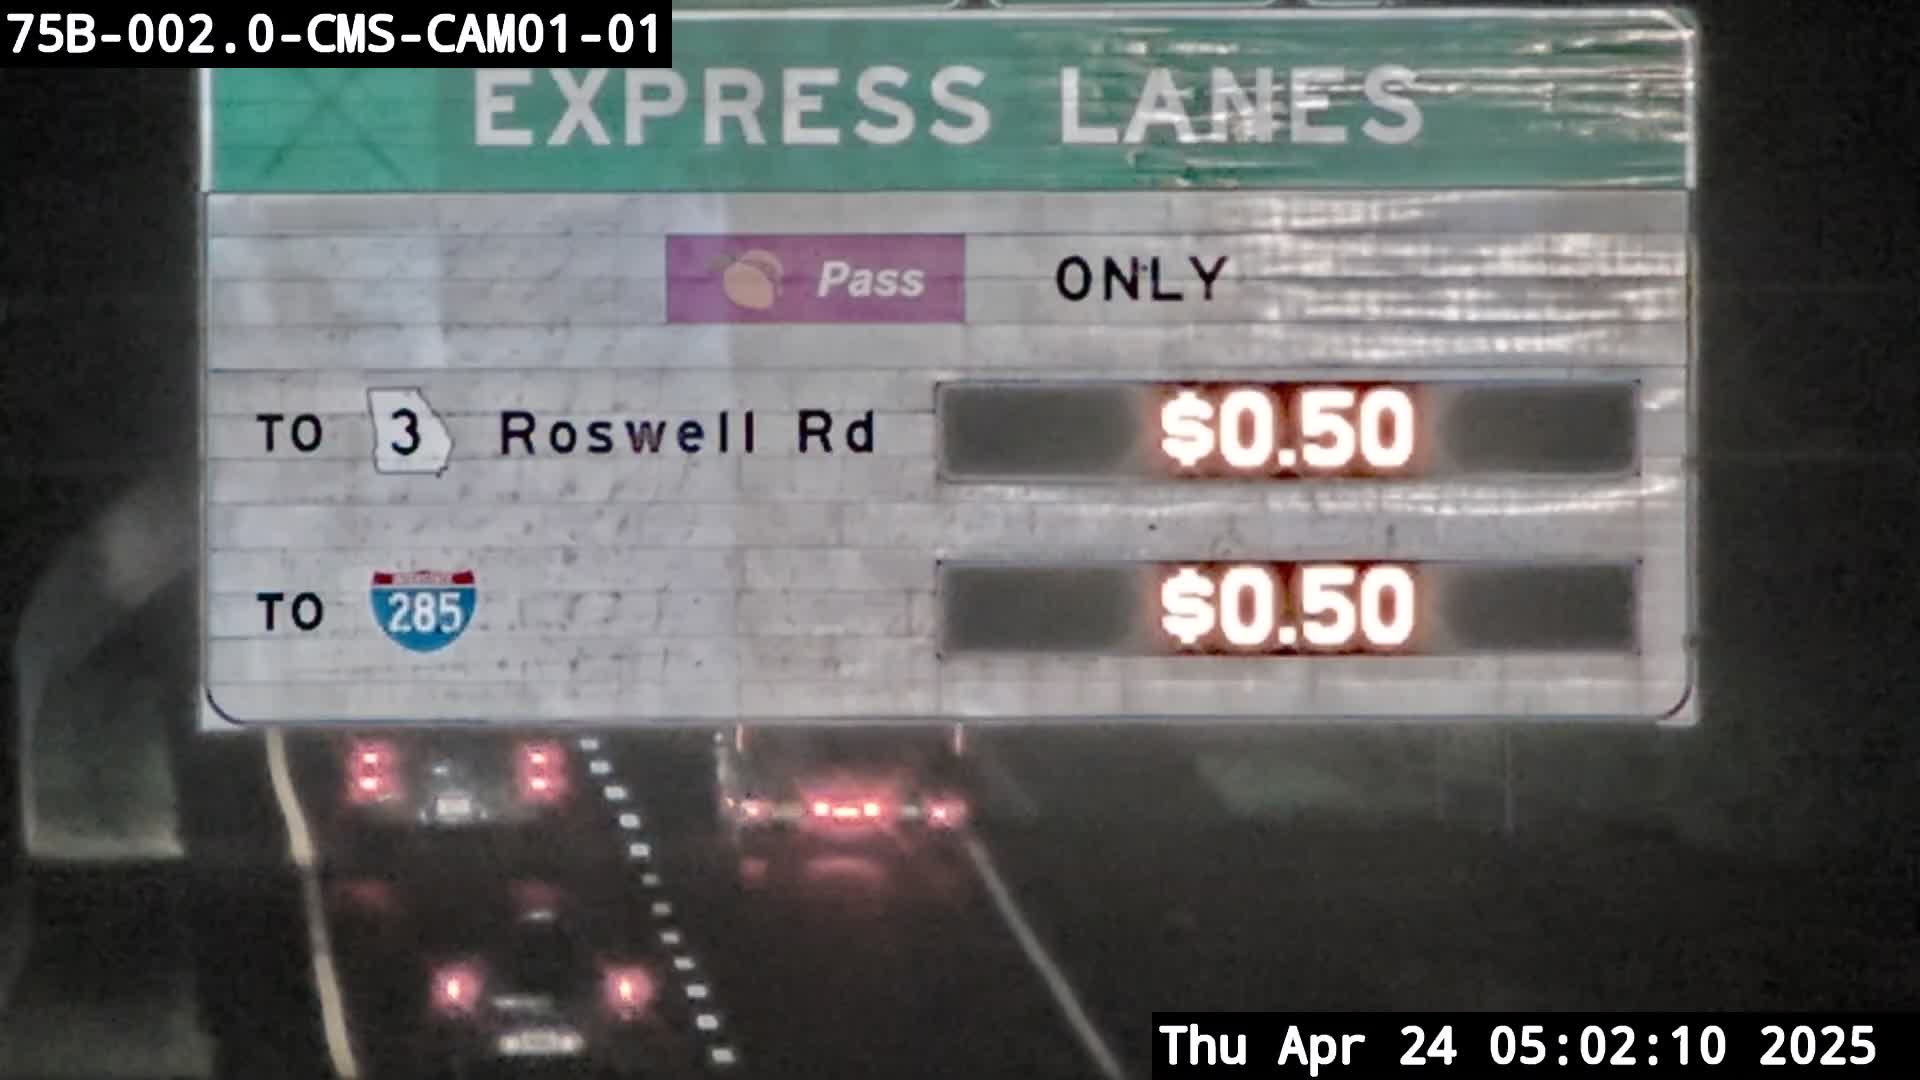 75B-002.0-CMS-CAM01-01
EXPRESS LANES
Pass ONLY
TO 3 Roswell Rd $0.50
TO 285 $0.50
Thu Apr 24 05:02:10 2025